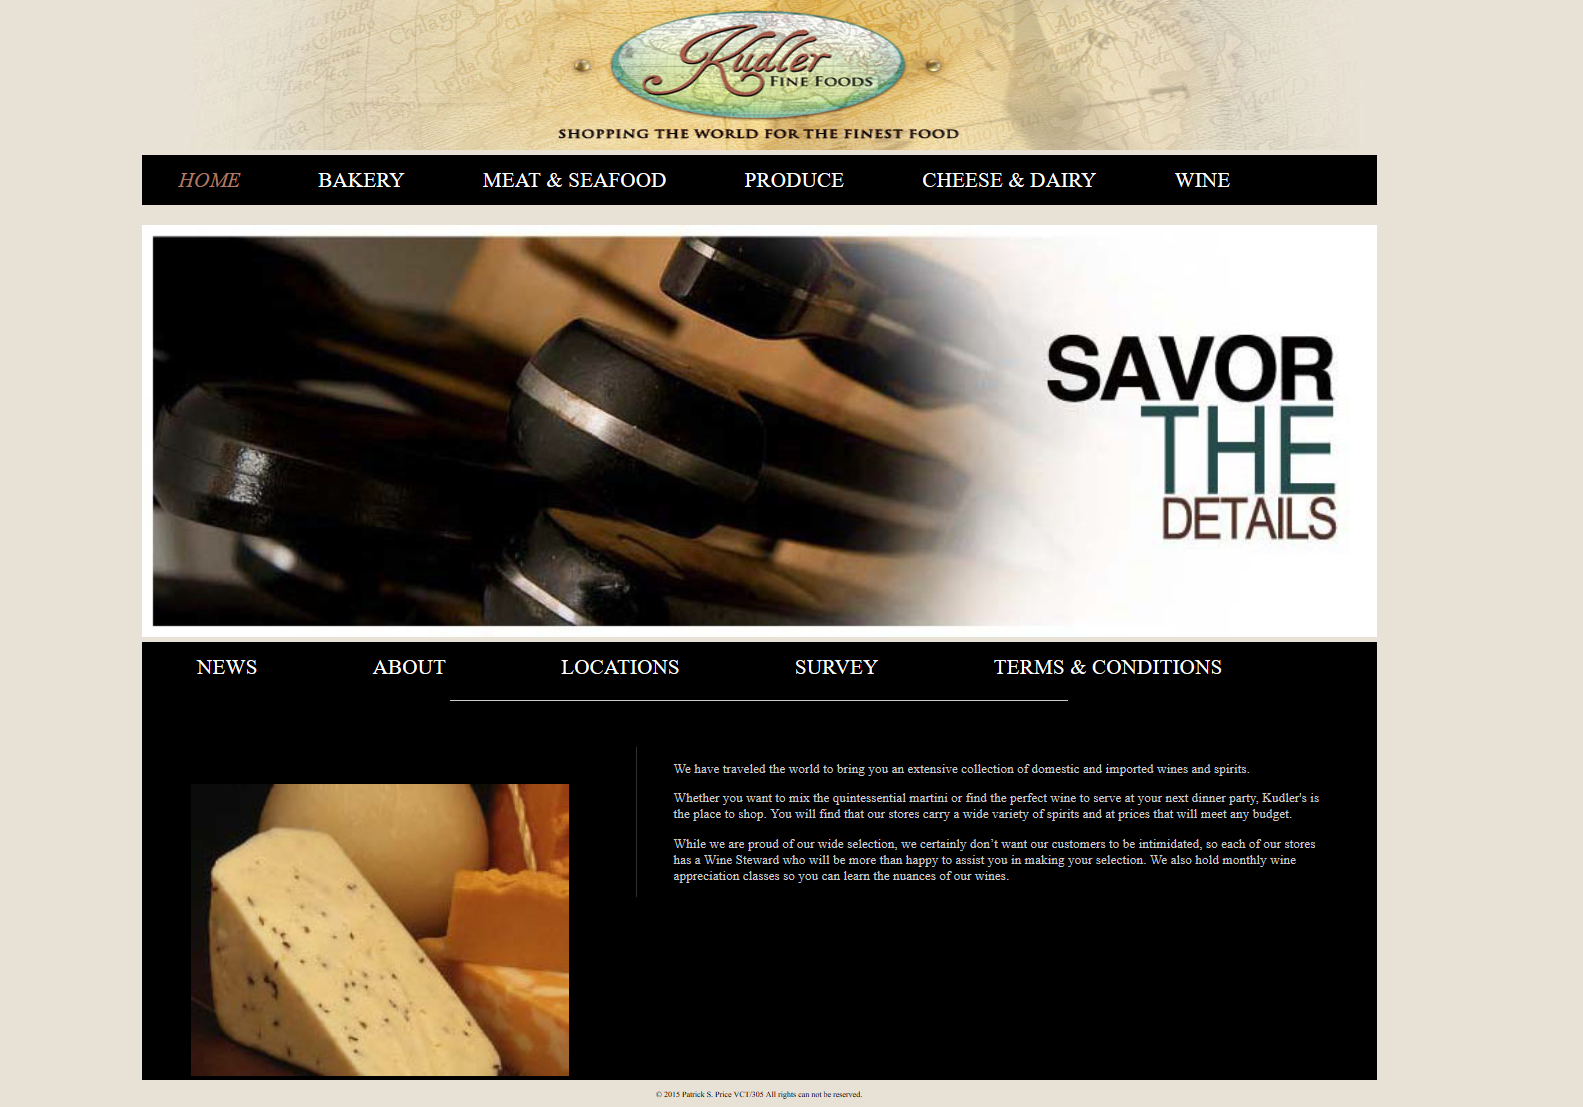 Kudler
FINE FOODS
SHOPPING THE WORLD FOR THE FINEST FOOD
HOME BAKERY MEAT & SEAFOOD PRODUCE CHEESE & DAIRY WINE
SAVOR
THE
DETAILS
NEWS ABOUT LOCATIONS SURVEY TERMS & CONDITIONS
We have traveled the world to bring you an extensive collection of domestic and imported wines and spirits.
Whether you want to mix the quintessential martini or find the perfect wine to serve at your next dinner party, Kudler's is
the place to shop. You will find that our stores carry a wide variety of spirits and at prices that will meet any budget.
While we are proud of our wide selection, we certainly don’t want our customers to be intimidated, so each of our stores
has a Wine Steward who will be more than happy to assist you in making your selection. We also hold monthly wine
appreciation classes so you can learn the nuances of our wines.
© 2015 Patrick S. Price VCT/305 All rights can not be reserved.